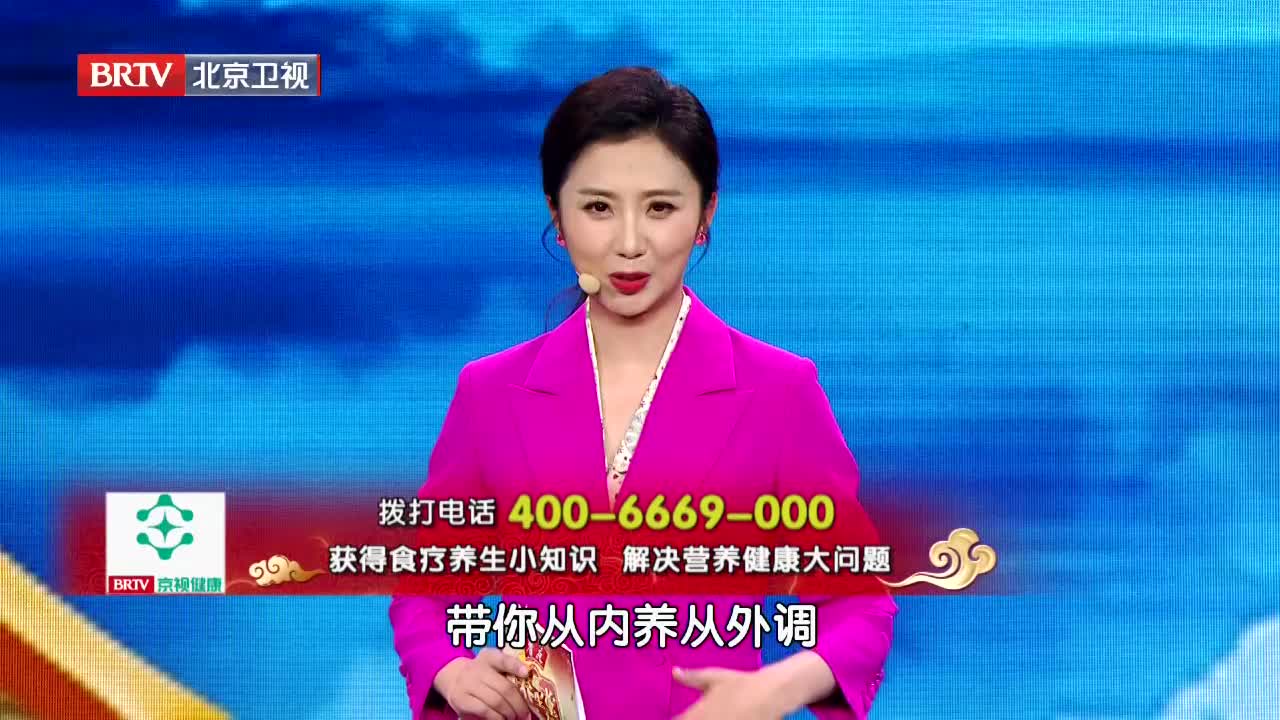 BRTV 北京卫视
拨打电话 400-6669-000
获得食疗养生小知识 解决营养健康大问题
BRTV 京视健康
带你从内养从外调